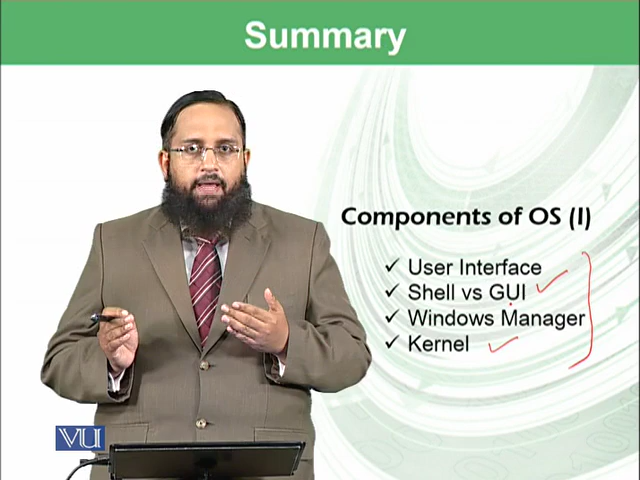 Summary
Components of OS (I)
✓ User Interface
✓ Shell vs GUI
✓ Windows Manager
✓ Kernel
VU